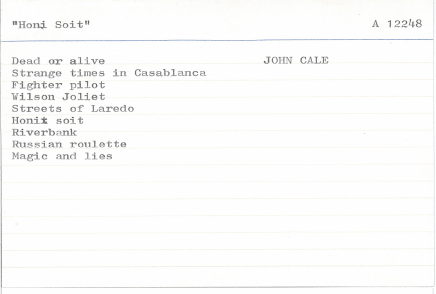 "Honi Soit" A 12248
Dead or alive JOHN CALE
Strange times in Casablanca
Fighter pilot
Wilson Joliet
Streets of Laredo
Honit soit
Riverbank
Russian roulette
Magic and lies